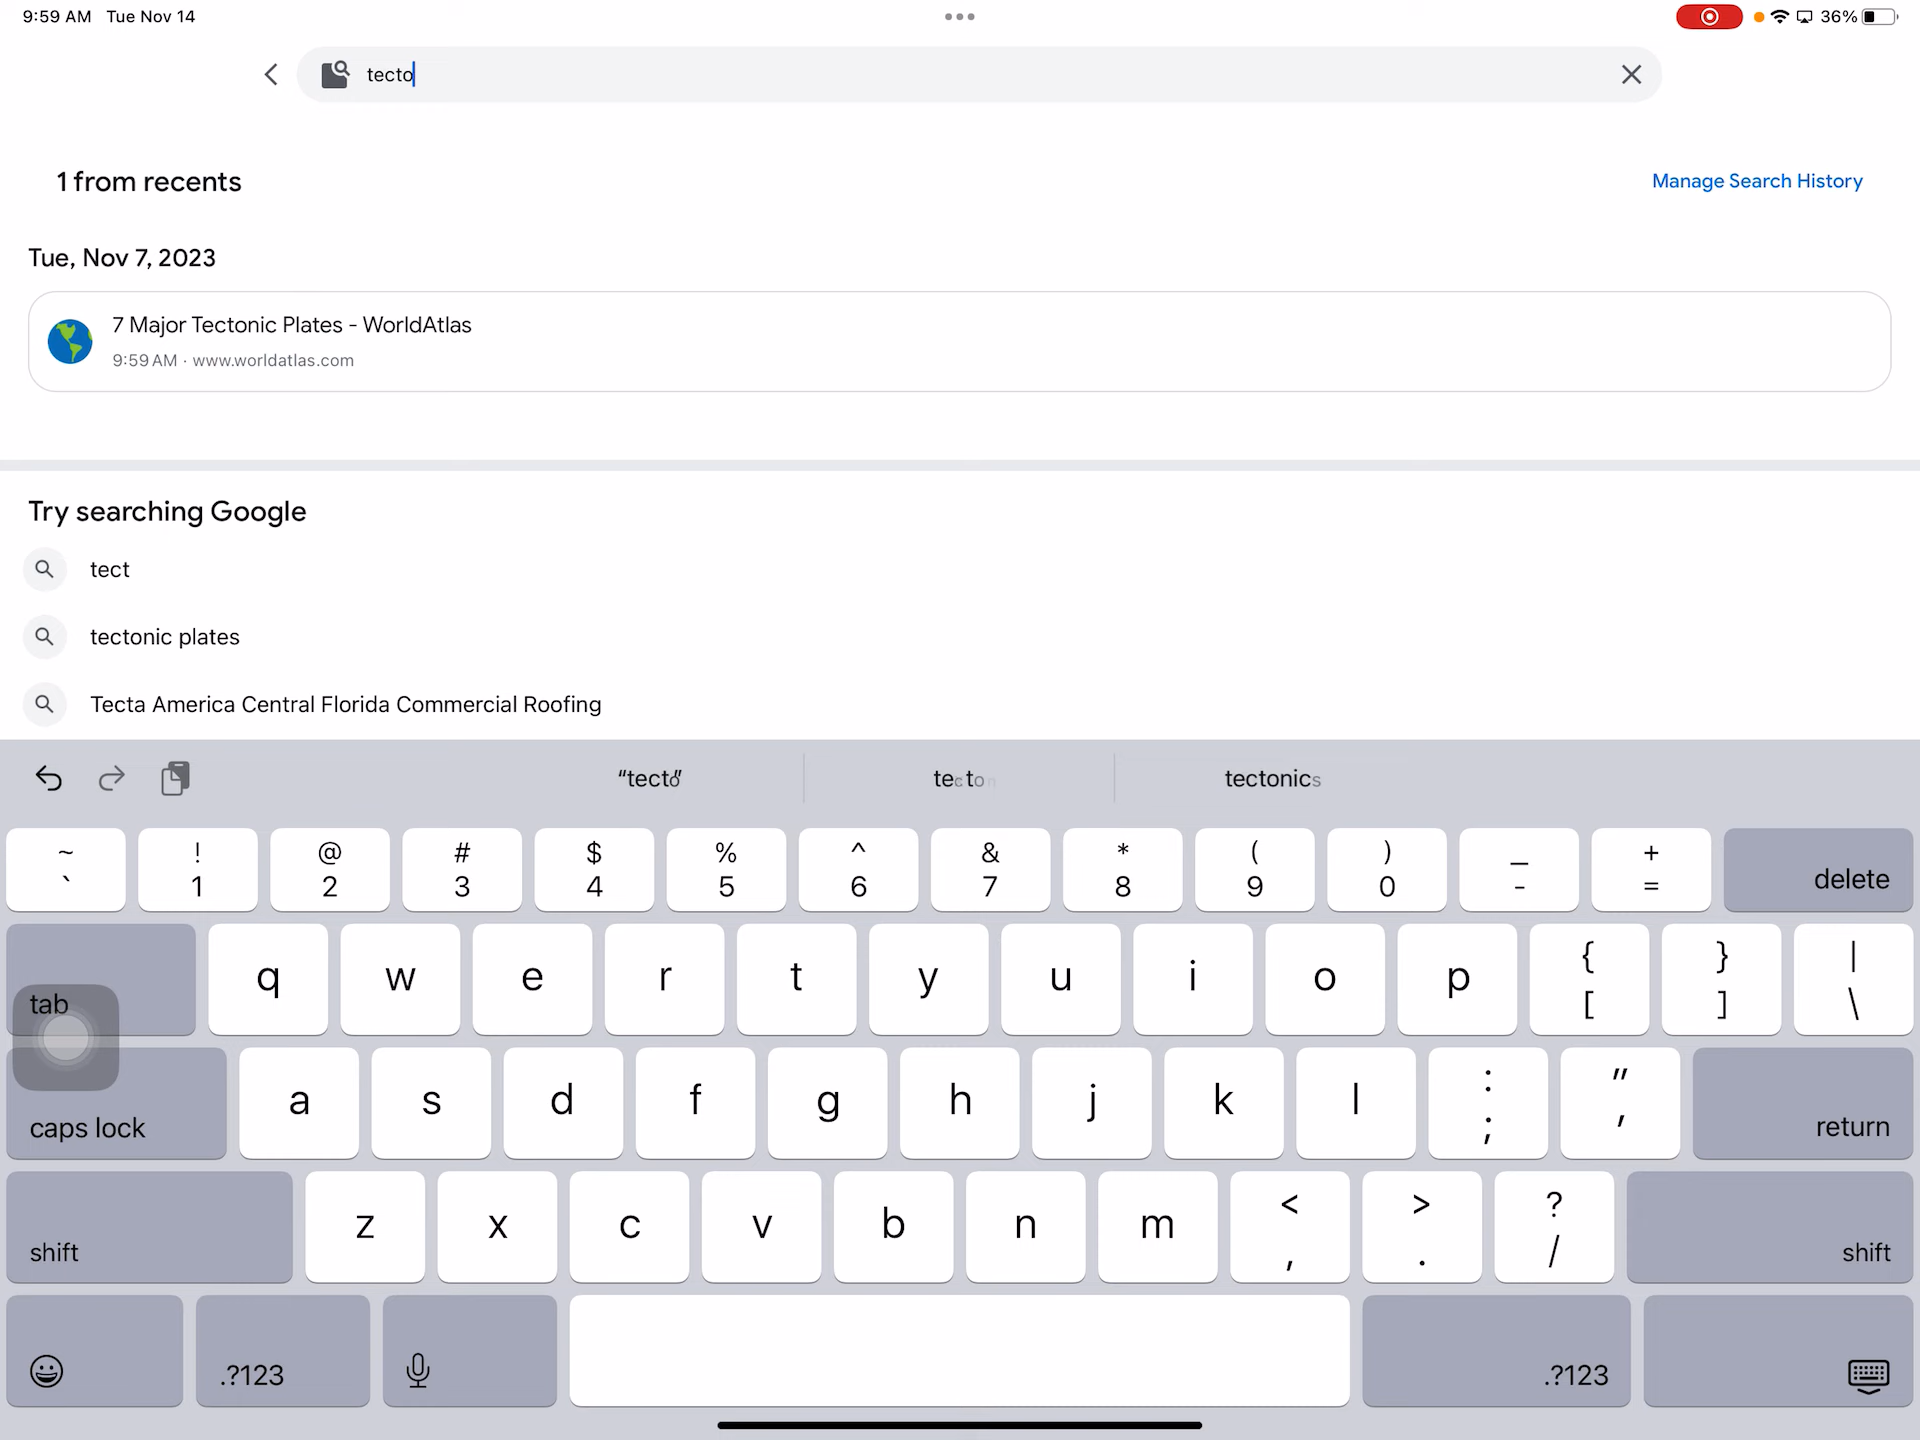 9:59 AM Tue Nov 14
36%
tecto
1 from recents
Manage Search History
Tue, Nov 7, 2023
7 Major Tectonic Plates - WorldAtlas
9:59 AM · www.worldatlas.com
Try searching Google
tect
tectonic plates
Tecta America Central Florida Commercial Roofing
“tecto” tecton tectonics
~ ! @ # $ % ^ & * ( ) _ +
` 1 2 3 4 5 6 7 8 9 0 - = delete
tab q w e r t y u i o p { [ } ] | \
caps lock a s d f g h j k l : ; " ' return
shift z x c v b n m < , > . ? / shift
.?123 .?123